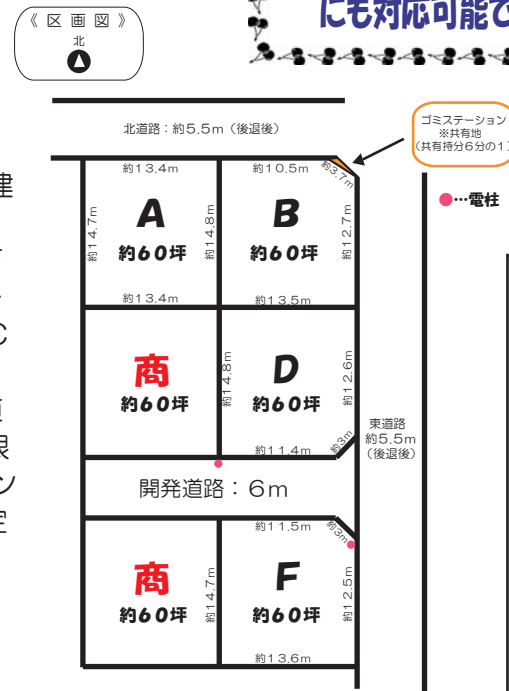 《区画図》
北
にも対応可能で
北道路：約5.5m（後退後）
ゴミステーション
※共有地
（共有持分6分の1）
●…電柱
約13.4m
約10.5m
約3.7m
約14.7m
A
約60坪
約14.8m
B
約60坪
約12.7m
約13.4m
約13.5m
商
約60坪
約14.8m
D
約60坪
約12.6m
約11.4m
約3m
東道路
約5.5m
（後退後）
開発道路：6m
約11.5m
約3m
商
約60坪
約14.7m
F
約60坪
約12.5m
約13.6m
建
C
限
ン
定